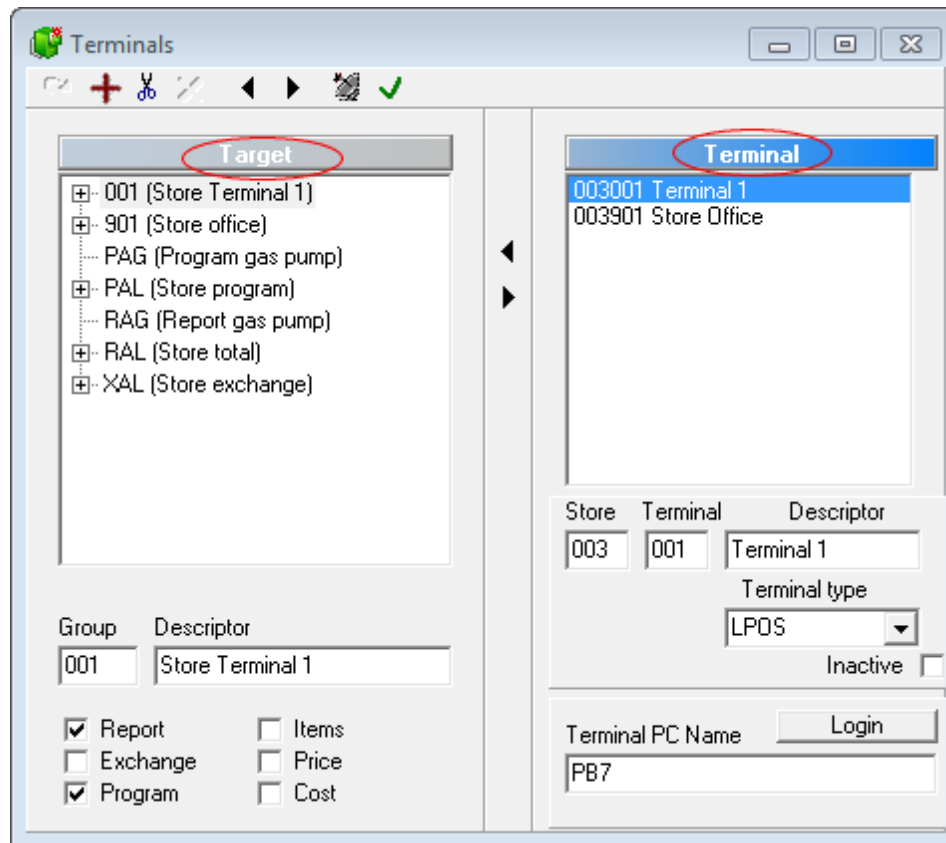 Terminals
Target
001 (Store Terminal 1)
901 (Store office)
PAG (Program gas pump)
PAL (Store program)
RAG (Report gas pump)
RAL (Store total)
XAL (Store exchange)
Group Descriptor
001 Store Terminal 1
Report Items
Exchange Price
Program Cost
Terminal
003001 Terminal 1
003901 Store Office
Store Terminal Descriptor
003 001 Terminal 1
Terminal type
LPOS
Inactive
Terminal PC Name Login
PB7